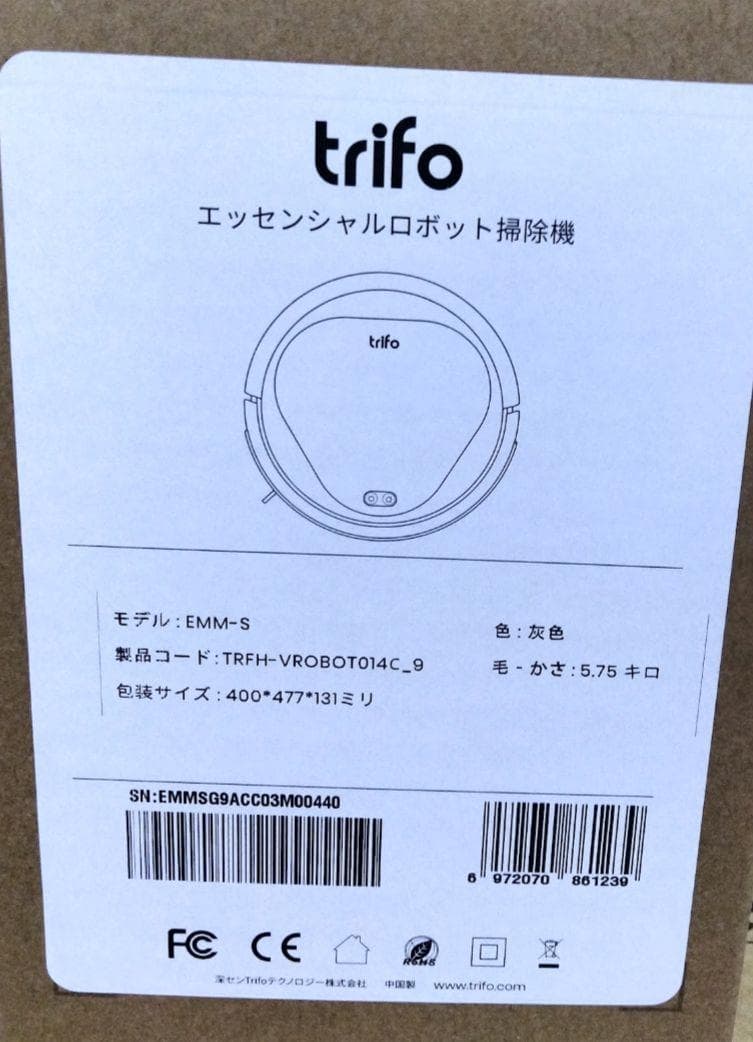 trifo
エッセンシャルロボット掃除機
trifo
モデル:EMM-S
製品コード:TRFH-VROBOT014C_9
包装サイズ:400*477*131ミリ
色:灰色
毛-かさ:5.75 キロ
SN:EMMSG9ACC03M00440
6 972070 861239
FC CE RoHS
深センTrifoテクノロジー株式会社 中国製 www.trifo.com